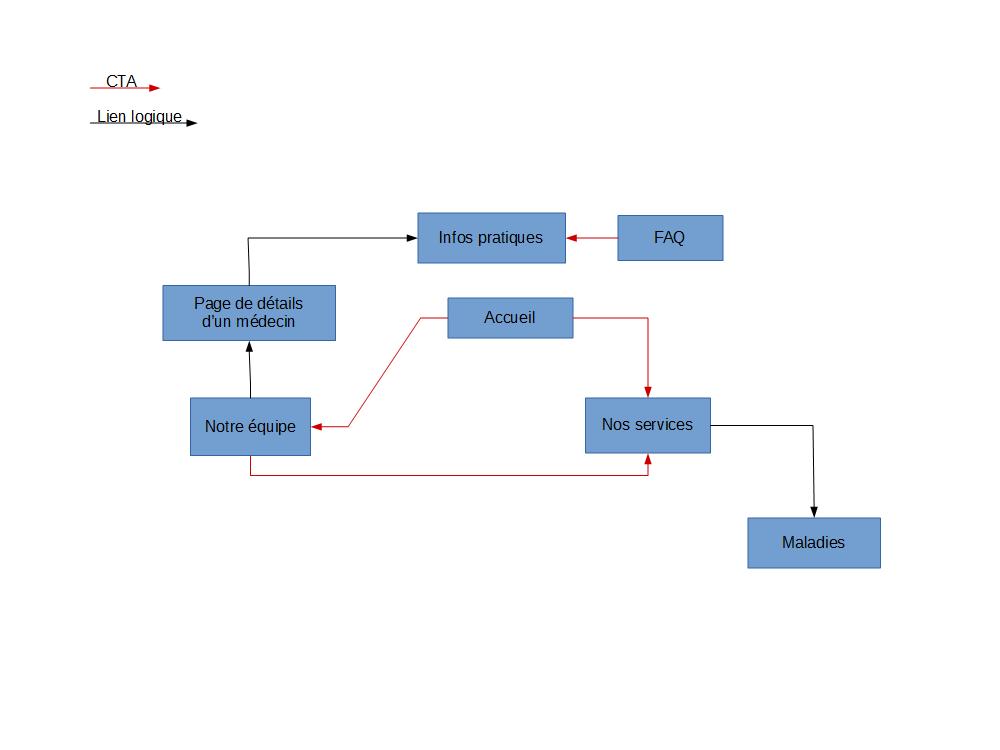 CTA
Lien logique
Infos pratiques
FAQ
Page de détails
d'un médecin
Accueil
Notre équipe
Nos services
Maladies